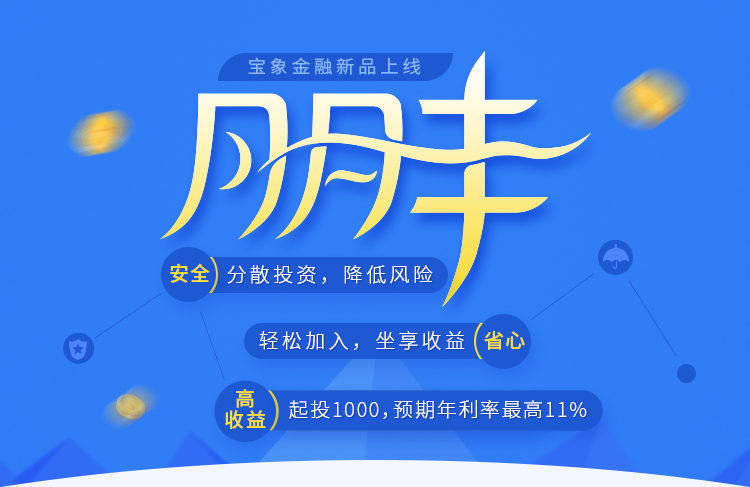 宝象金融新品上线
月月丰
安全 分散投资，降低风险
轻松加入，坐享收益 省心
高收益 起投1000,预期年利率最高11%